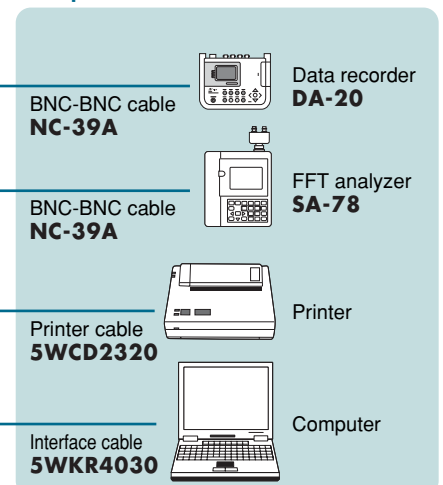 Data recorder
DA-20
BNC-BNC cable
NC-39A
FFT analyzer
SA-78
BNC-BNC cable
NC-39A
Printer
Printer cable
5WCD2320
Computer
Interface cable
5WKR4030